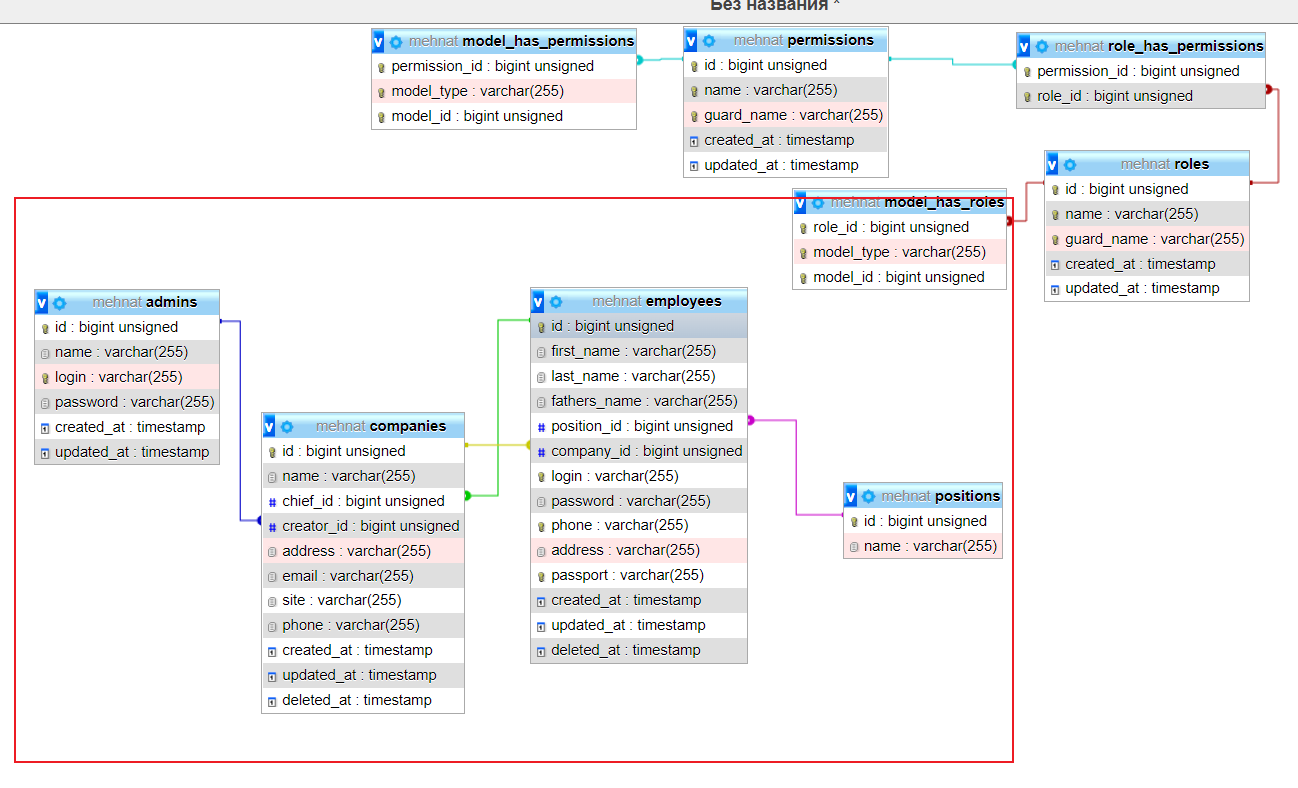 Без названия *
v mehnat model_has_permissions
permission_id : bigint unsigned
model_type : varchar(255)
model_id : bigint unsigned
v mehnat permissions
id : bigint unsigned
name : varchar(255)
guard_name : varchar(255)
created_at : timestamp
updated_at : timestamp
v mehnat role_has_permissions
permission_id : bigint unsigned
role_id : bigint unsigned
v mehnat roles
id : bigint unsigned
name : varchar(255)
guard_name : varchar(255)
created_at : timestamp
updated_at : timestamp
v mehnat model_has_roles
role_id : bigint unsigned
model_type : varchar(255)
model_id : bigint unsigned
v mehnat admins
id : bigint unsigned
name : varchar(255)
login : varchar(255)
password : varchar(255)
created_at : timestamp
updated_at : timestamp
v mehnat companies
id : bigint unsigned
name : varchar(255)
# chief_id : bigint unsigned
# creator_id : bigint unsigned
address : varchar(255)
email : varchar(255)
site : varchar(255)
phone : varchar(255)
created_at : timestamp
updated_at : timestamp
deleted_at : timestamp
v mehnat employees
id : bigint unsigned
first_name : varchar(255)
last_name : varchar(255)
fathers_name : varchar(255)
# position_id : bigint unsigned
# company_id : bigint unsigned
login : varchar(255)
password : varchar(255)
phone : varchar(255)
address : varchar(255)
passport : varchar(255)
created_at : timestamp
updated_at : timestamp
deleted_at : timestamp
v mehnat positions
id : bigint unsigned
name : varchar(255)